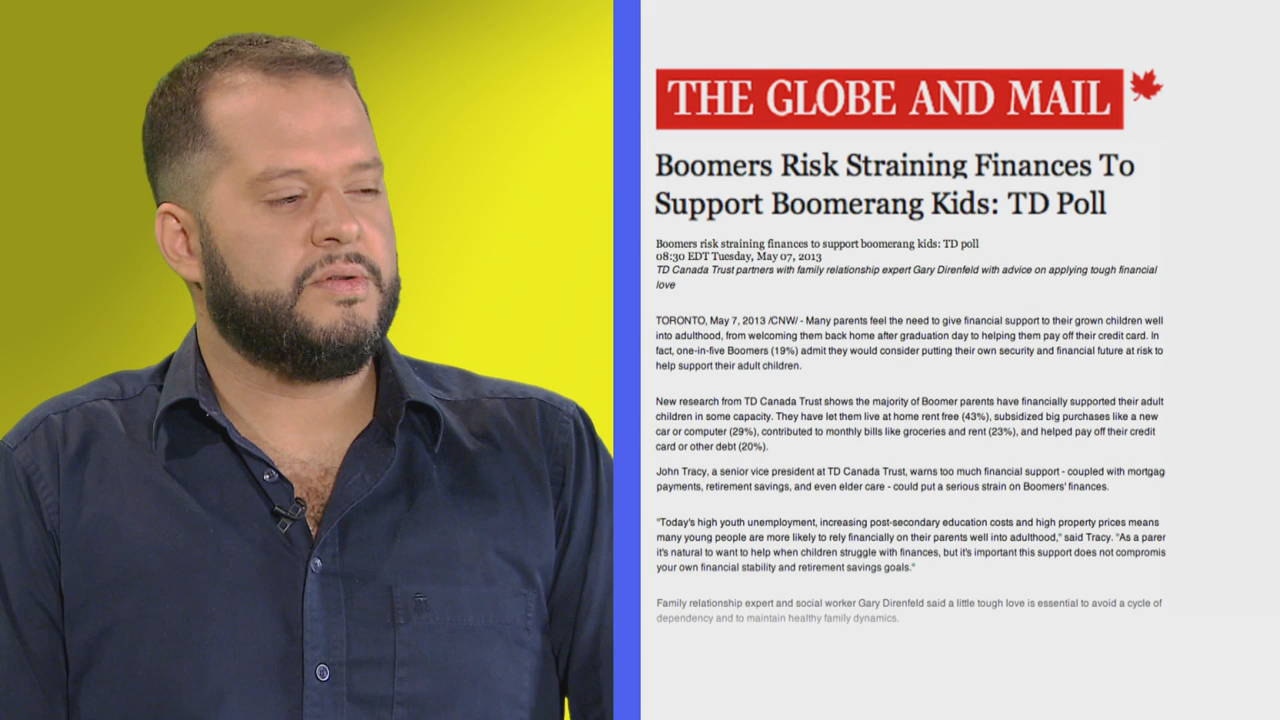 THE GLOBE AND MAIL
Boomers Risk Straining Finances To
Support Boomerang Kids: TD Poll
Boomers risk straining finances to support boomerang kids: TD poll
08:30 EDT Tuesday, May 07, 2013
TD Canada Trust partners with family relationship expert Gary Direnfeld with advice on applying tough financial
love
TORONTO, May 7, 2013 /CNW/ - Many parents feel the need to give financial support to their grown children well
into adulthood, from welcoming them back home after graduation day to helping them pay off their credit card. In
fact, one-in-five Boomers (19%) admit they would consider putting their own security and financial future at risk to
help support their adult children.
New research from TD Canada Trust shows the majority of Boomer parents have financially supported their adult
children in some capacity. They have let them live at home rent free (43%), subsidized big purchases like a new
car or computer (29%), contributed to monthly bills like groceries and rent (23%), and helped pay off their credit
card or other debt (20%).
John Tracy, a senior vice president at TD Canada Trust, warns too much financial support - coupled with mortgag
payments, retirement savings, and even elder care - could put a serious strain on Boomers' finances.
"Today's high youth unemployment, increasing post-secondary education costs and high property prices means
many young people are more likely to rely financially on their parents well into adulthood," said Tracy. "As a parer
it's natural to want to help when children struggle with finances, but it's important this support does not compromis
your own financial stability and retirement savings goals."
Family relationship expert and social worker Gary Direnfeld said a little tough love is essential to avoid a cycle of
dependency and to maintain healthy family dynamics.